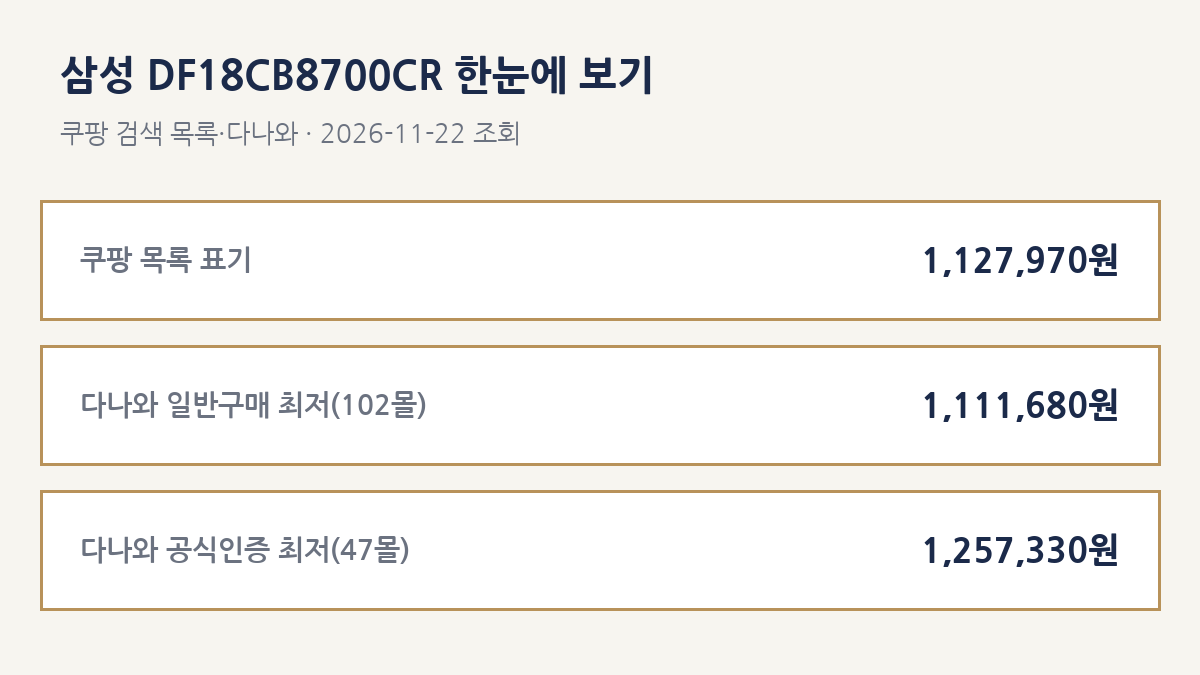 삼성 DF18CB8700CR 한눈에 보기
쿠팡 검색 목록·다나와 · 2026-11-22 조회
쿠팡 목록 표기 1,127,970원
다나와 일반구매 최저(102몰) 1,111,680원
다나와 공식인증 최저(47몰) 1,257,330원